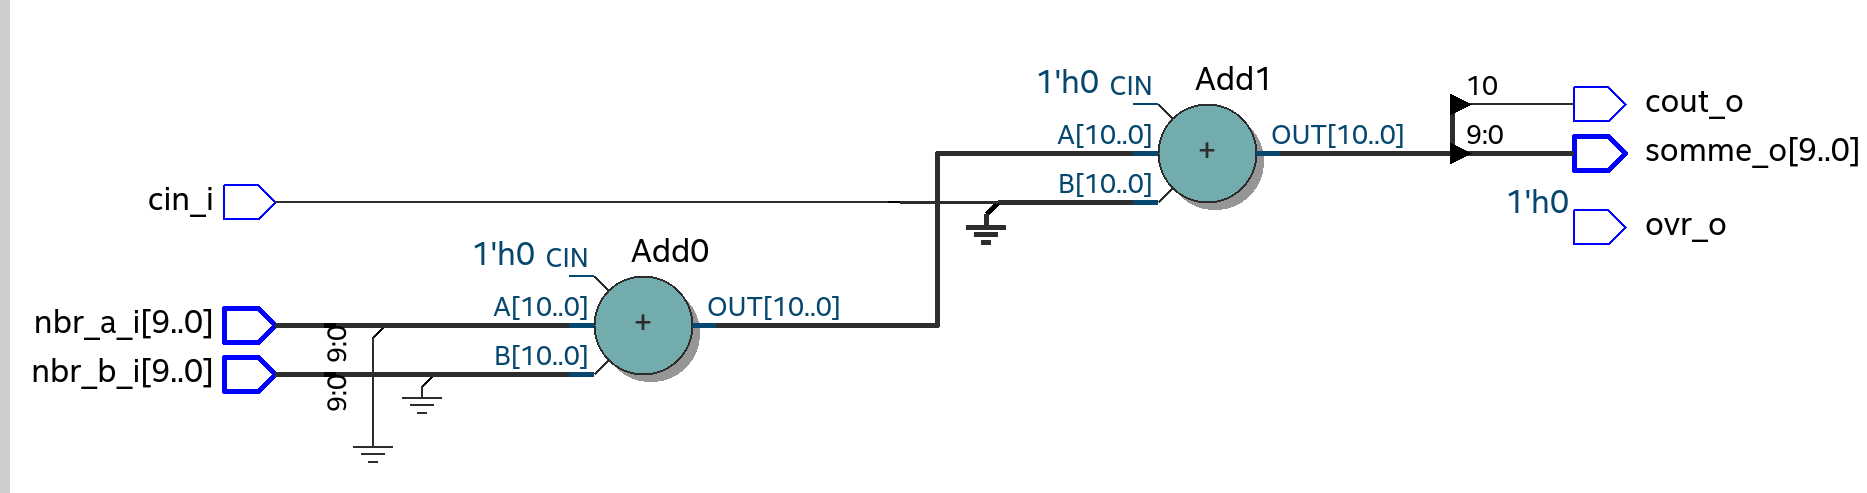 1'h0 CIN
Add1
A[10..0]
B[10..0]
+
OUT[10..0]
10
9:0
cout_o
somme_o[9..0]
1'h0
ovr_o
cin_i
1'h0 CIN
Add0
A[10..0]
B[10..0]
+
OUT[10..0]
nbr_a_i[9..0]
nbr_b_i[9..0]
9:0
9:0